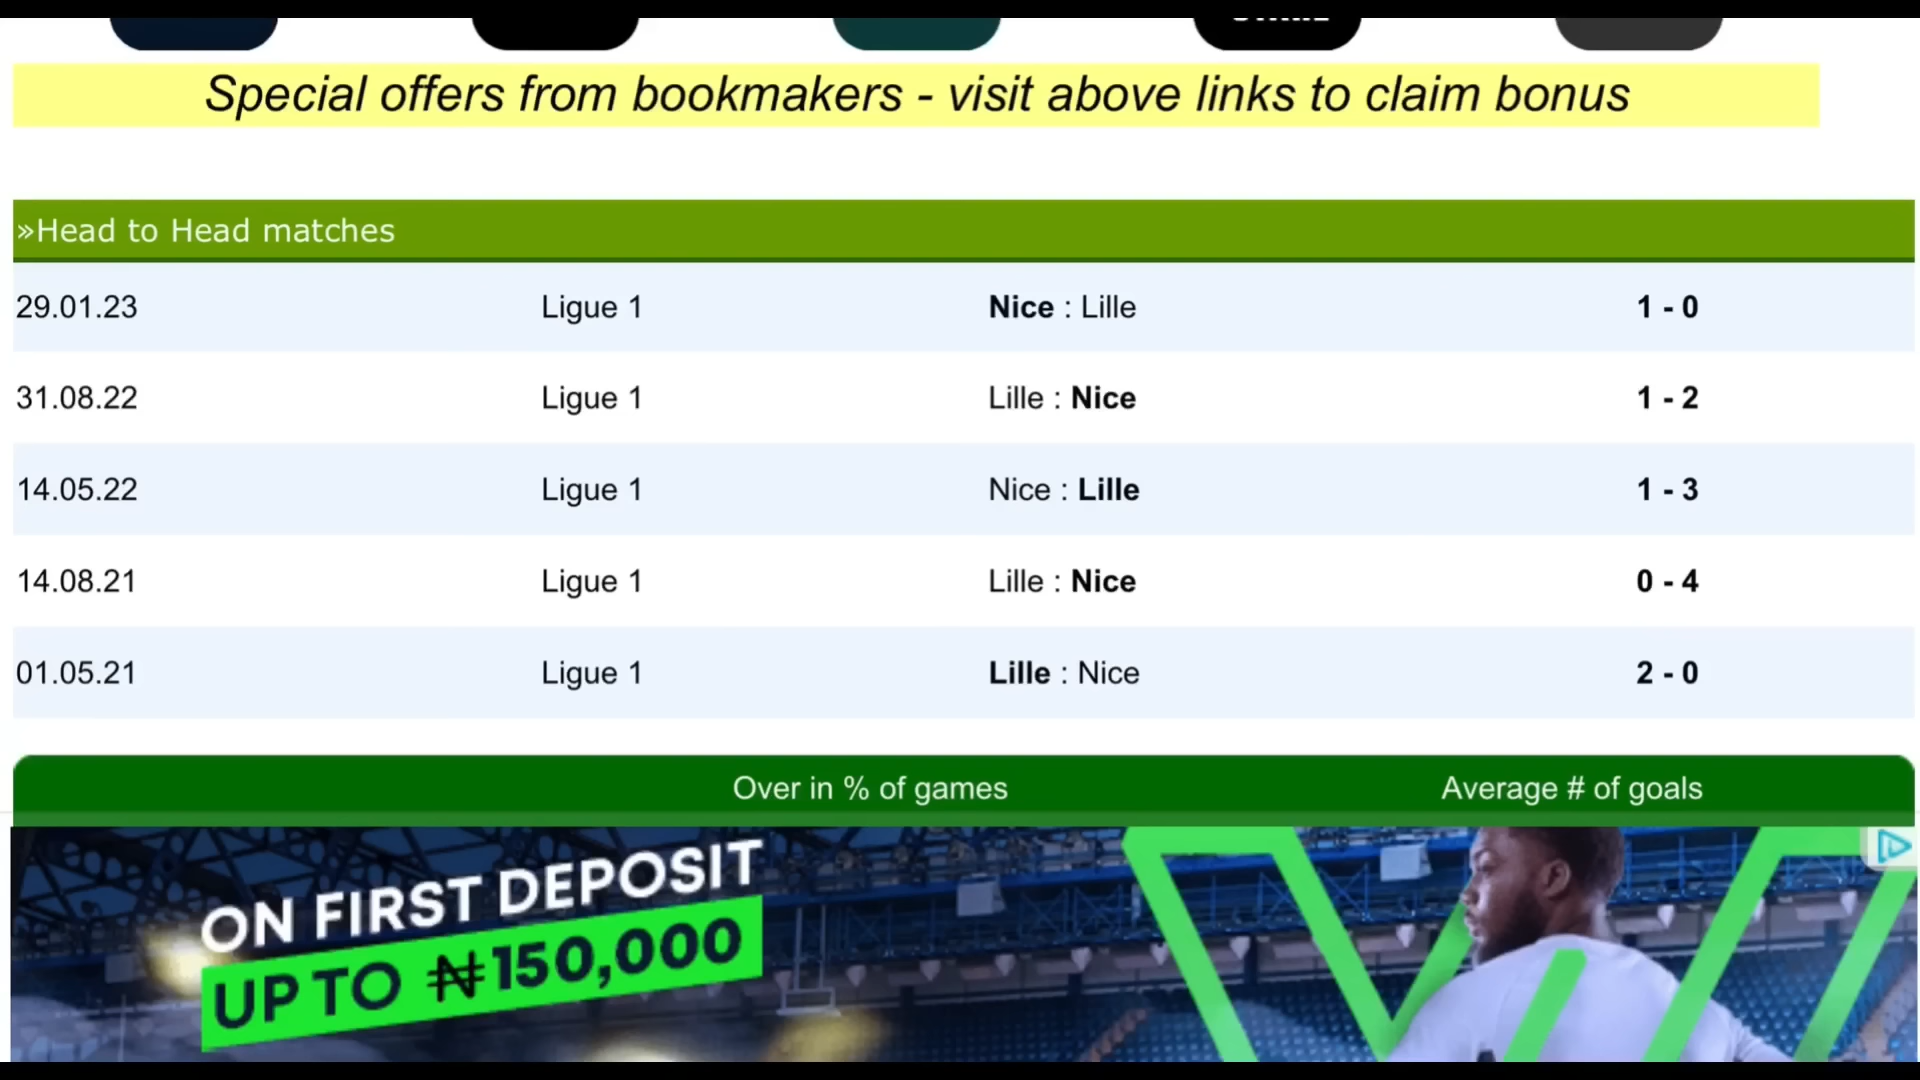 Special offers from bookmakers - visit above links to claim bonus
»Head to Head matches
29.01.23 Ligue 1 Nice : Lille 1 - 0
31.08.22 Ligue 1 Lille : Nice 1 - 2
14.05.22 Ligue 1 Nice : Lille 1 - 3
14.08.21 Ligue 1 Lille : Nice 0 - 4
01.05.21 Ligue 1 Lille : Nice 2 - 0
Over in % of games Average # of goals
ON FIRST DEPOSIT
UP TO ₦150,000